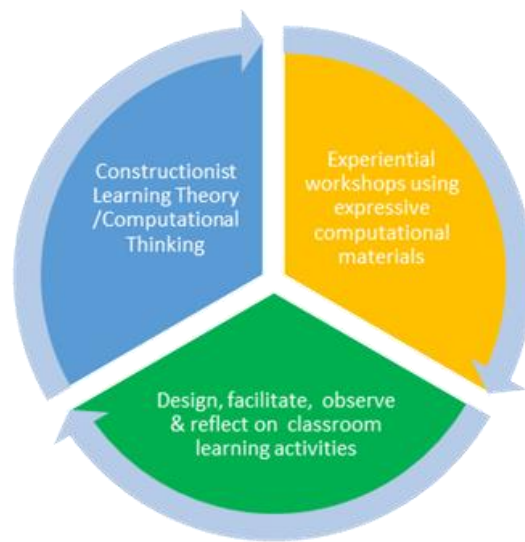 Constructionist
Learning Theory
/Computational
Thinking
Experiential
workshops using
expressive
computational
materials
Design, facilitate, observe
& reflect on classroom
learning activities